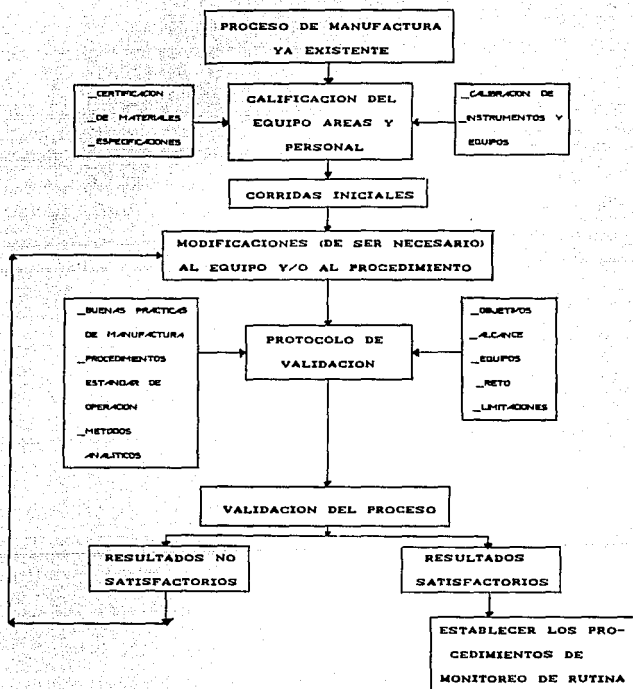 PROCESO DE MANUFACTURA
YA EXISTENTE
_CERTIFICACION
DE MATERIALES
_ESPECIFICACIONES
CALIFICACION DEL
EQUIPO AREAS Y
PERSONAL
_CALIBRACION DE
_INSTRUMENTOS Y
EQUIPOS
CORRIDAS INICIALES
MODIFICACIONES (DE SER NECESARIO)
AL EQUIPO Y/O AL PROCEDIMIENTO
_BUENAS PRACTICAS
DE MANUFACTURA
_PROCEDIMIENTOS
ESTANDAR DE
OPERACION
_METODOS
ANALITICOS
PROTOCOLO DE
VALIDACION
_OBJETIVOS
_ALCANCE
_EQUIPOS
_RETO
_LIMITACIONES
VALIDACION DEL PROCESO
RESULTADOS NO
SATISFACTORIOS
RESULTADOS
SATISFACTORIOS
ESTABLECER LOS PRO-
CEDIMIENTOS DE
MONITOREO DE RUTINA